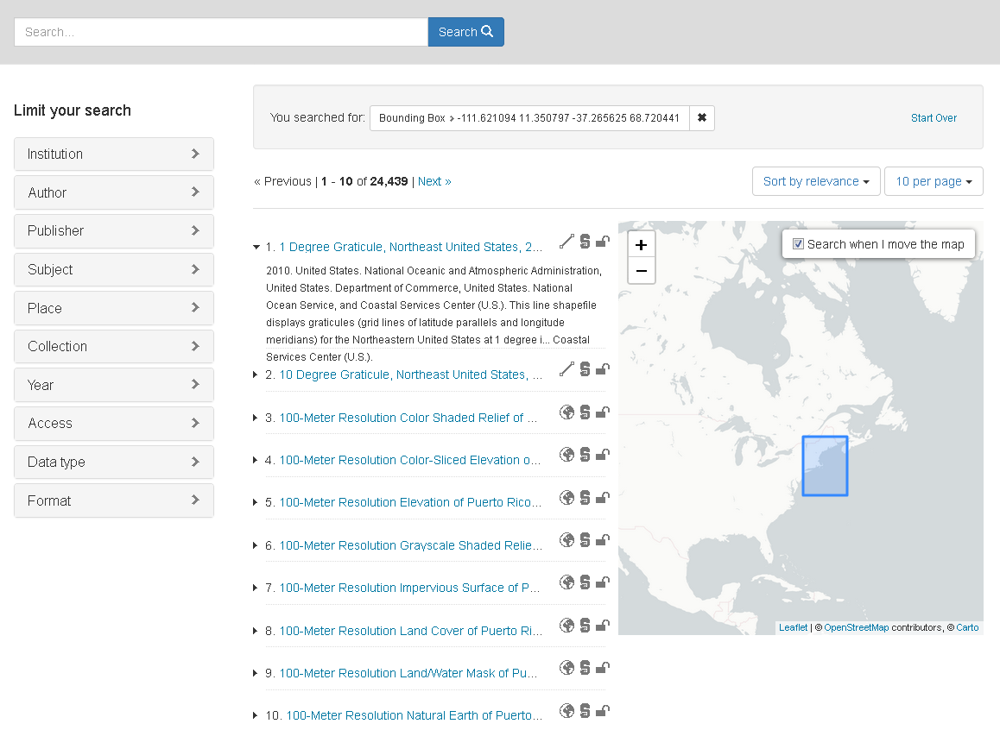 Search...
Search
Limit your search
Institution
Author
Publisher
Subject
Place
Collection
Year
Access
Data type
Format
You searched for:
Bounding Box > -111.621094 11.350797 -37.265625 68.720441 ✖
Start Over
« Previous | 1 - 10 of 24,439 | Next »
Sort by relevance
10 per page
1. 1 Degree Graticule, Northeast United States, 2...
2010. United States. National Oceanic and Atmospheric Administration,
United States. Department of Commerce, United States. National
Ocean Service, and Coastal Services Center (U.S.). This line shapefile
displays graticules (grid lines of latitude parallels and longitude
meridians) for the Northeastern United States at 1 degree i... Coastal
Services Center (U.S.).
2. 10 Degree Graticule, Northeast United States, ...
3. 100-Meter Resolution Color Shaded Relief of ...
4. 100-Meter Resolution Color-Sliced Elevation o...
5. 100-Meter Resolution Elevation of Puerto Rico...
6. 100-Meter Resolution Grayscale Shaded Relie...
7. 100-Meter Resolution Impervious Surface of P...
8. 100-Meter Resolution Land Cover of Puerto Ri...
9. 100-Meter Resolution Land/Water Mask of Pu...
10. 100-Meter Resolution Natural Earth of Puerto...
+
−
Search when I move the map
Leaflet | © OpenStreetMap contributors, © Carto